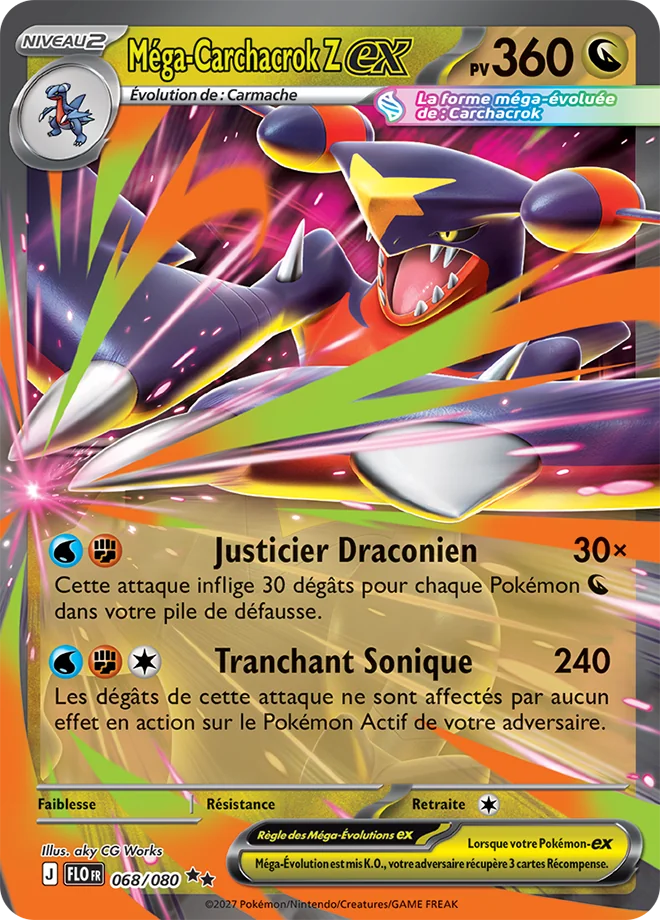 NIVEAU 2
Méga-Carchacrok Z ex
PV 360
Évolution de : Carmache
La forme méga-évoluée
de : Carchacrok
Justicier Draconien 30×
Cette attaque inflige 30 dégâts pour chaque Pokémon
dans votre pile de défausse.
Tranchant Sonique 240
Les dégâts de cette attaque ne sont affectés par aucun
effet en action sur le Pokémon Actif de votre adversaire.
Faiblesse Résistance Retraite
Illus. aky CG Works
Règle des Méga-Évolutions ex
Lorsque votre Pokémon-ex
Méga-Évolution est mis K.O., votre adversaire récupère 3 cartes Récompense.
J FLO FR 068/080
©2027 Pokémon/Nintendo/Creatures/GAME FREAK